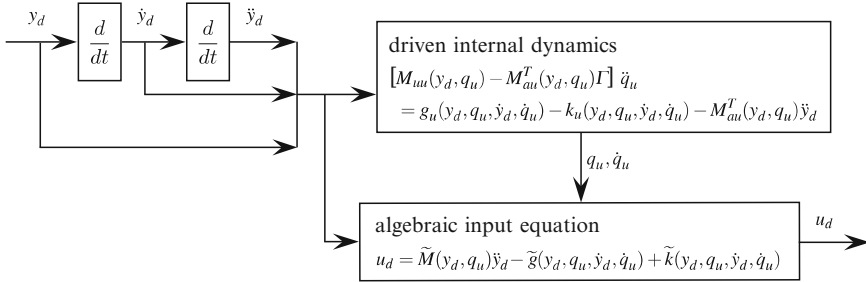 y_d ẏ_d ÿ_d
d/dt d/dt
driven internal dynamics
[M_uu(y_d, q_u) − M_au^T(y_d, q_u)Γ] q̈_u
= g_u(y_d, q_u, ẏ_d, q̇_u) − k_u(y_d, q_u, ẏ_d, q̇_u) − M_au^T(y_d, q_u)ÿ_d
q_u, q̇_u
algebraic input equation
u_d = M̃(y_d, q_u)ÿ_d − g̃(y_d, q_u, ẏ_d, q̇_u) + k̃(y_d, q_u, ẏ_d, q̇_u)
u_d